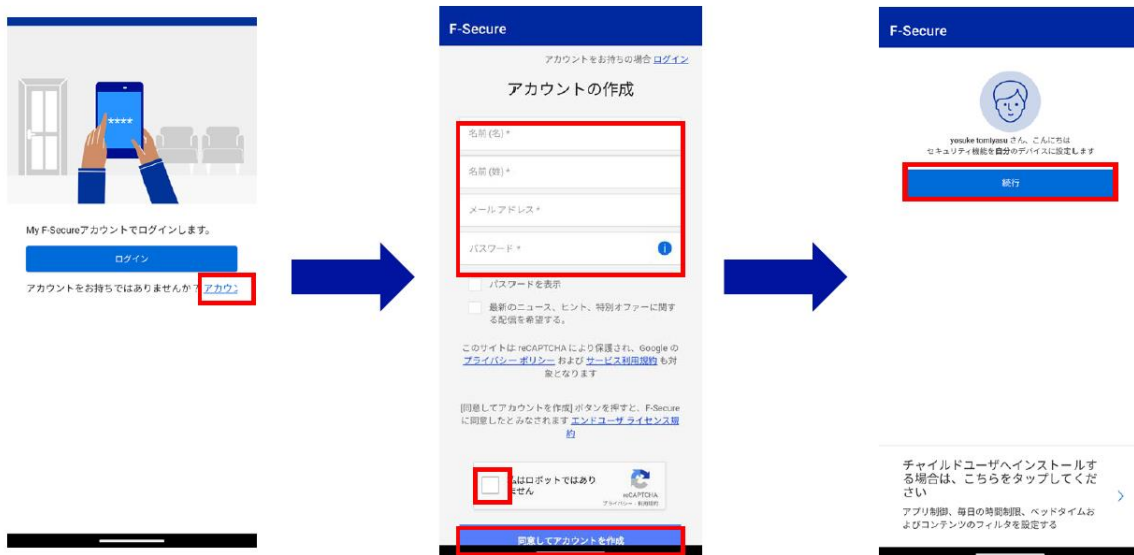 ****
My F-Secureアカウントでログインします。
ログイン
アカウントをお持ちではありませんか？ アカウン
F-Secure
アカウントをお持ちの場合 ログイン
アカウントの作成
名前 (名) *
名前 (姓) *
メール アドレス *
パスワード *
i
パスワードを表示
最新のニュース、ヒント、特別オファーに関す
る配信を希望する。
このサイトは reCAPTCHA により保護され、Google の
プライバシー ポリシー および サービス利用規約 も対
象となります
[同意してアカウントを作成] ボタンを押すと、F-Secure
に同意したとみなされます エンドユーザ ライセンス規
約
私はロボットではあり
ません
reCAPTCHA
プライバシー - 利用規約
同意してアカウントを作成
F-Secure
yosuke tomiyasu さん、こんにちは
セキュリティ機能を自分のデバイスに設定します
続行
チャイルドユーザへインストールす
る場合は、こちらをタップしてくだ
さい
アプリ制御、毎日の時間制限、ベッドタイムお
よびコンテンツのフィルタを設定する